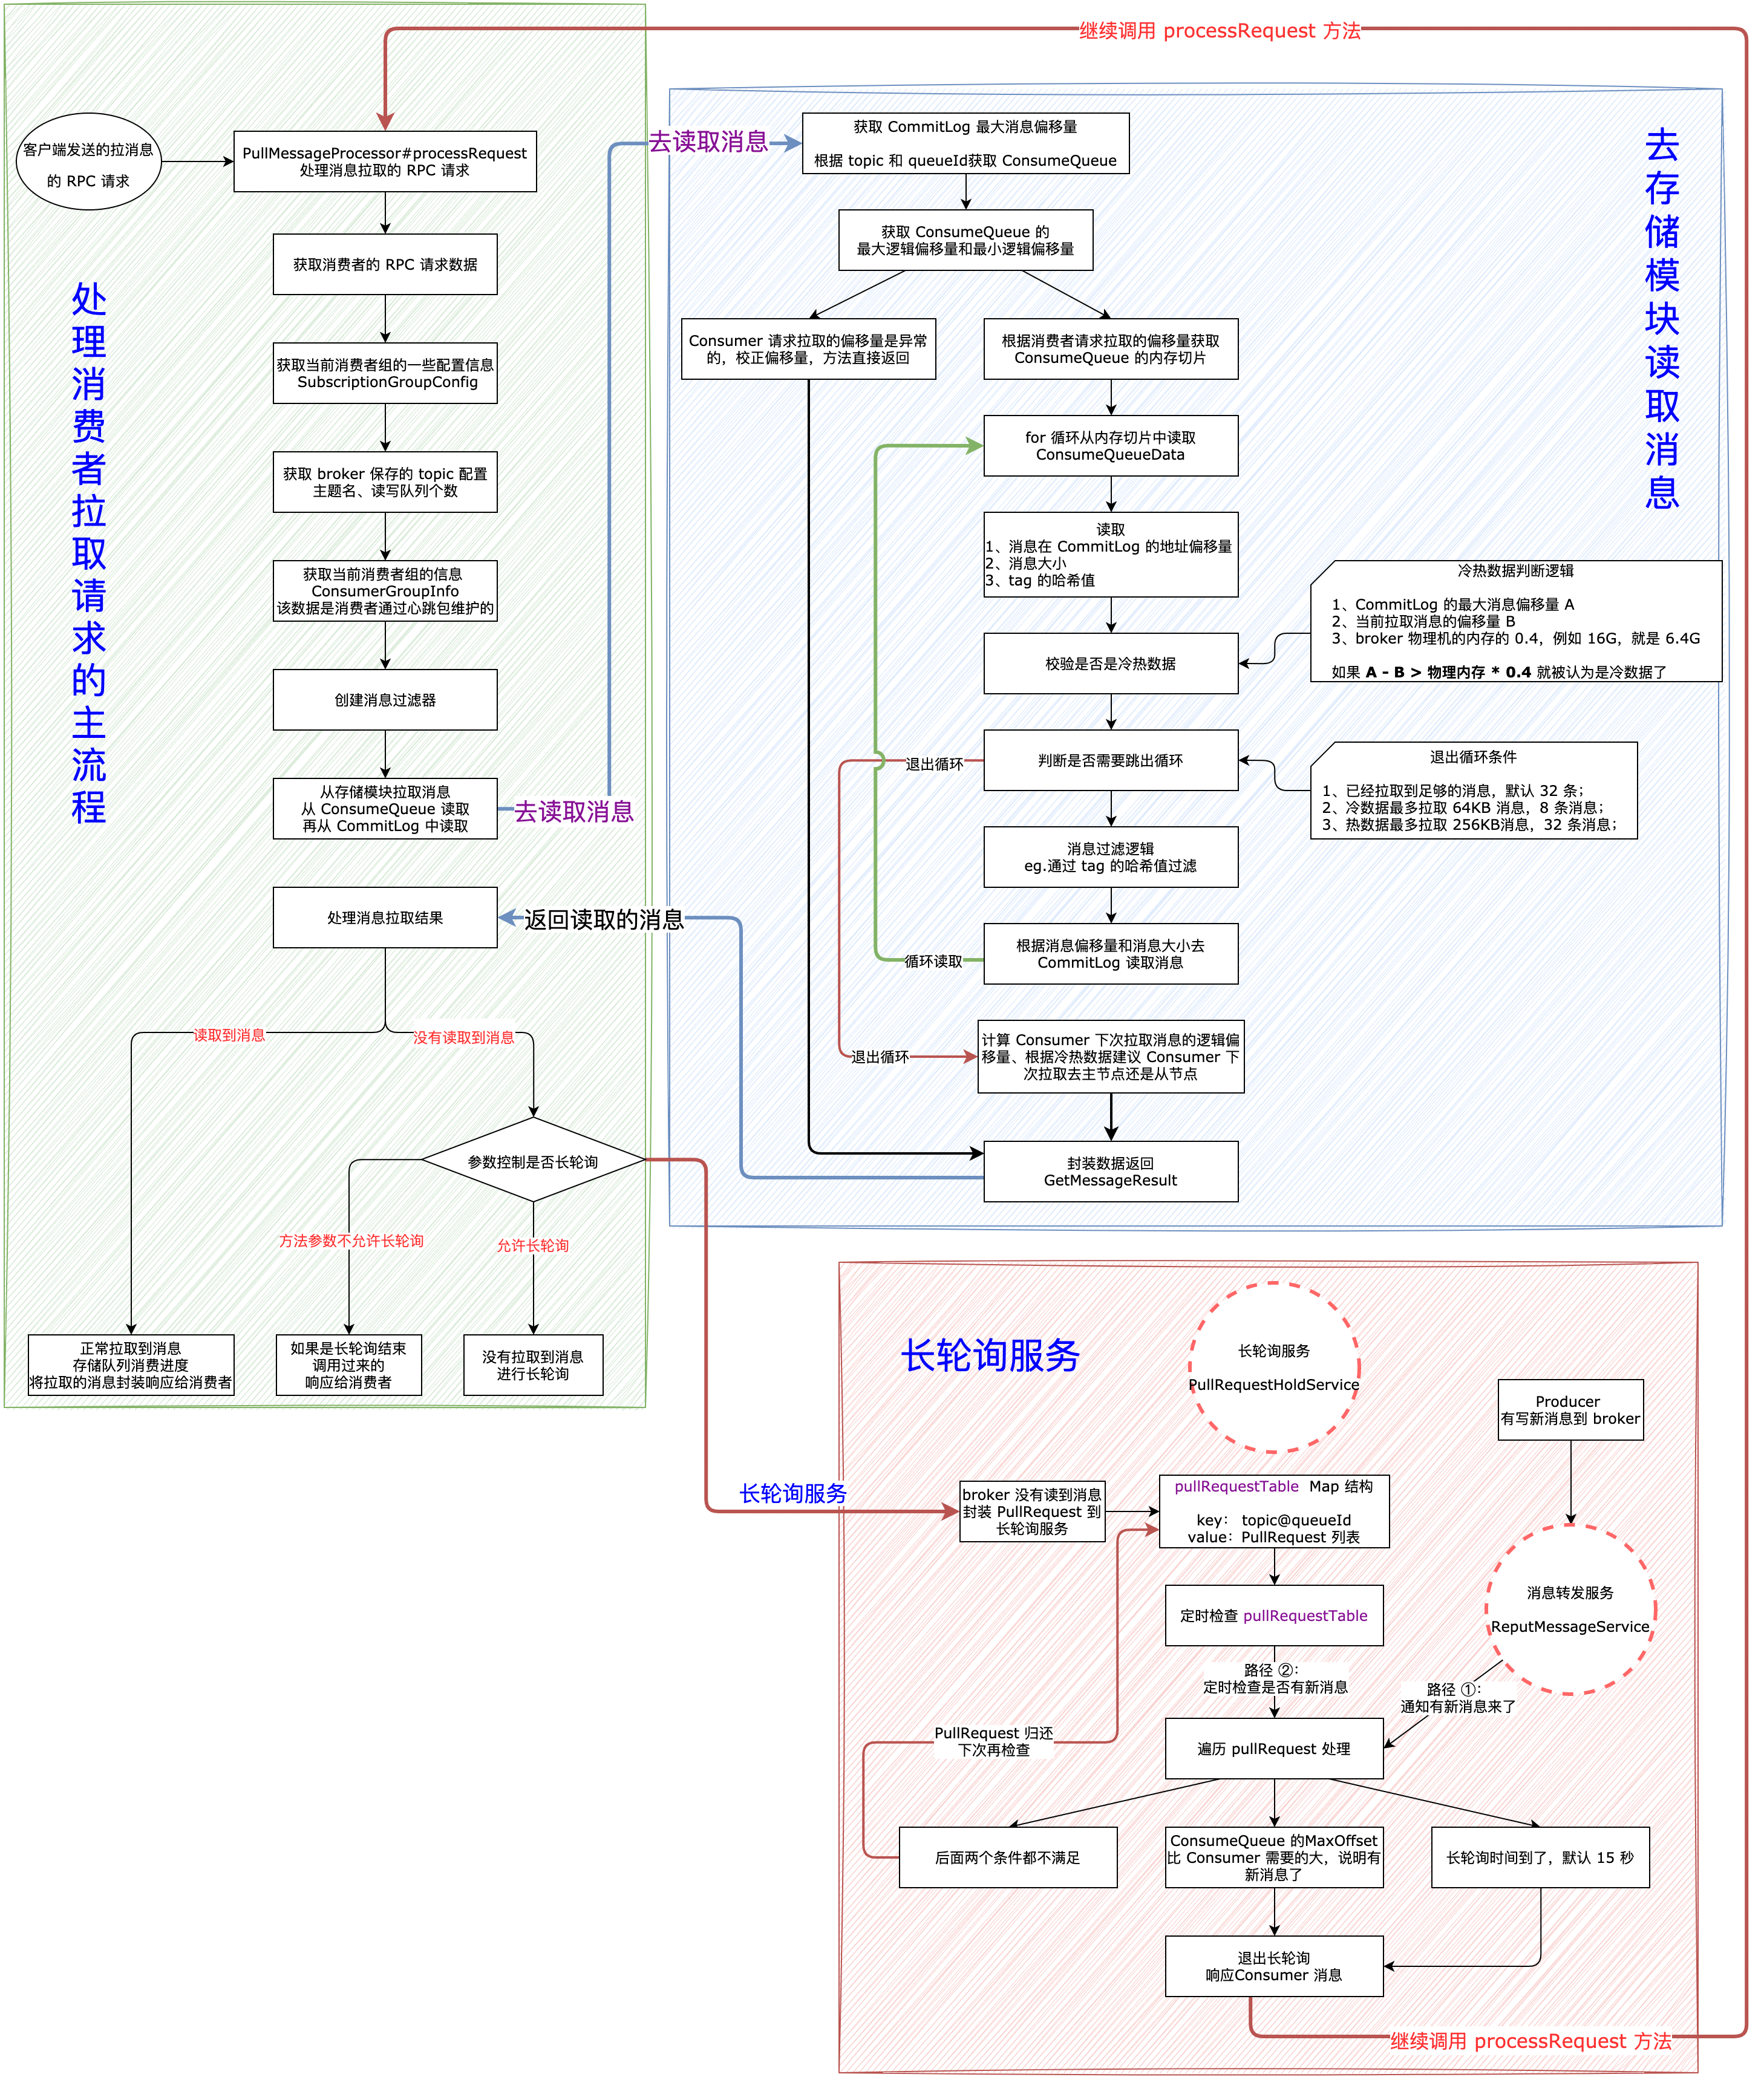 继续调用 processRequest 方法
处理消费者拉取请求的主流程
客户端发送的拉消息
的 RPC 请求
PullMessageProcessor#processRequest
处理消息拉取的 RPC 请求
获取消费者的 RPC 请求数据
获取当前消费者组的一些配置信息
SubscriptionGroupConfig
获取 broker 保存的 topic 配置
主题名、读写队列个数
获取当前消费者组的信息
ConsumerGroupInfo
该数据是消费者通过心跳包维护的
创建消息过滤器
从存储模块拉取消息
从 ConsumeQueue 读取
再从 CommitLog 中读取
去读取消息
去读取消息
处理消息拉取结果
返回读取的消息
读取到消息
没有读取到消息
参数控制是否长轮询
方法参数不允许长轮询
允许长轮询
正常拉取到消息
存储队列消费进度
将拉取的消息封装响应给消费者
如果是长轮询结束
调用过来的
响应给消费者
没有拉取到消息
进行长轮询
去存储模块读取消息
获取 CommitLog 最大消息偏移量
根据 topic 和 queueId获取 ConsumeQueue
获取 ConsumeQueue 的
最大逻辑偏移量和最小逻辑偏移量
Consumer 请求拉取的偏移量是异常
的，校正偏移量，方法直接返回
根据消费者请求拉取的偏移量获取
ConsumeQueue 的内存切片
for 循环从内存切片中读取
ConsumeQueueData
读取
1、消息在 CommitLog 的地址偏移量
2、消息大小
3、tag 的哈希值
校验是否是冷热数据
冷热数据判断逻辑
1、CommitLog 的最大消息偏移量 A
2、当前拉取消息的偏移量 B
3、broker 物理机的内存的 0.4，例如 16G，就是 6.4G
如果 A - B > 物理内存 * 0.4 就被认为是冷数据了
判断是否需要跳出循环
退出循环
退出循环条件
1、已经拉取到足够的消息，默认 32 条；
2、冷数据最多拉取 64KB 消息，8 条消息；
3、热数据最多拉取 256KB消息，32 条消息；
消息过滤逻辑
eg.通过 tag 的哈希值过滤
根据消息偏移量和消息大小去
CommitLog 读取消息
循环读取
退出循环
计算 Consumer 下次拉取消息的逻辑偏
移量、根据冷热数据建议 Consumer 下
次拉取去主节点还是从节点
封装数据返回
GetMessageResult
长轮询服务
长轮询服务
PullRequestHoldService
Producer
有写新消息到 broker
长轮询服务
broker 没有读到消息
封装 PullRequest 到
长轮询服务
pullRequestTable Map 结构
key： topic@queueId
value：PullRequest 列表
定时检查 pullRequestTable
消息转发服务
ReputMessageService
路径 ②：
定时检查是否有新消息
路径 ①：
通知有新消息来了
PullRequest 归还
下次再检查
遍历 pullRequest 处理
后面两个条件都不满足
ConsumeQueue 的MaxOffset
比 Consumer 需要的大，说明有
新消息了
长轮询时间到了，默认 15 秒
退出长轮询
响应Consumer 消息
继续调用 processRequest 方法